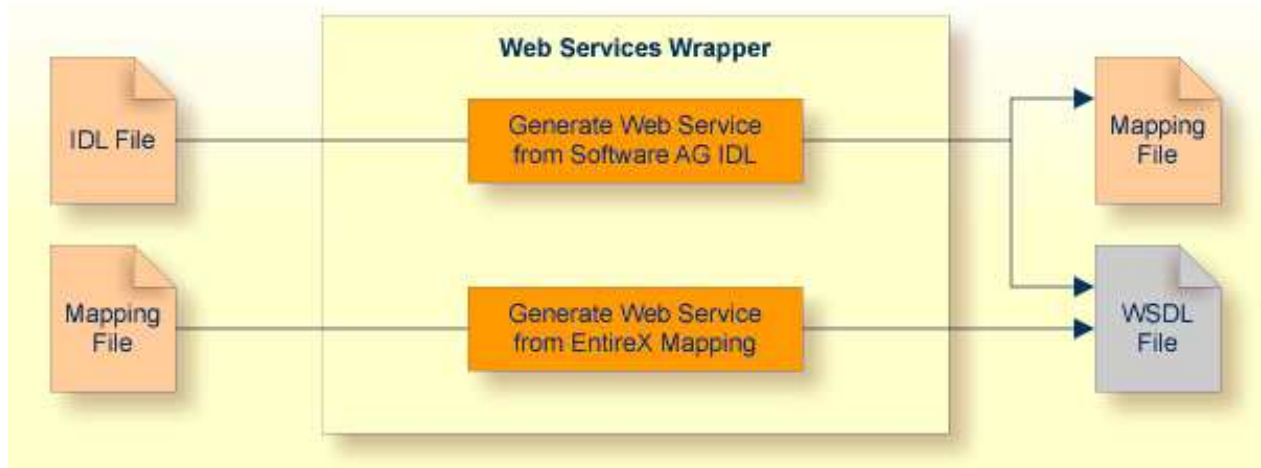 Web Services Wrapper
IDL File
Generate Web Service
from Software AG IDL
Mapping
File
Mapping
File
Generate Web Service
from EntireX Mapping
WSDL
File